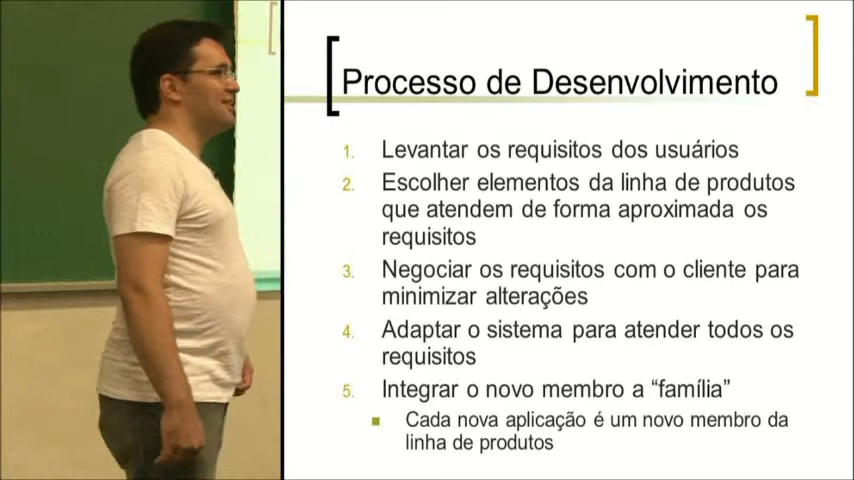 Processo de Desenvolvimento
1. Levantar os requisitos dos usuários
2. Escolher elementos da linha de produtos
que atendem de forma aproximada os
requisitos
3. Negociar os requisitos com o cliente para
minimizar alterações
4. Adaptar o sistema para atender todos os
requisitos
5. Integrar o novo membro a “família”
Cada nova aplicação é um novo membro da
linha de produtos